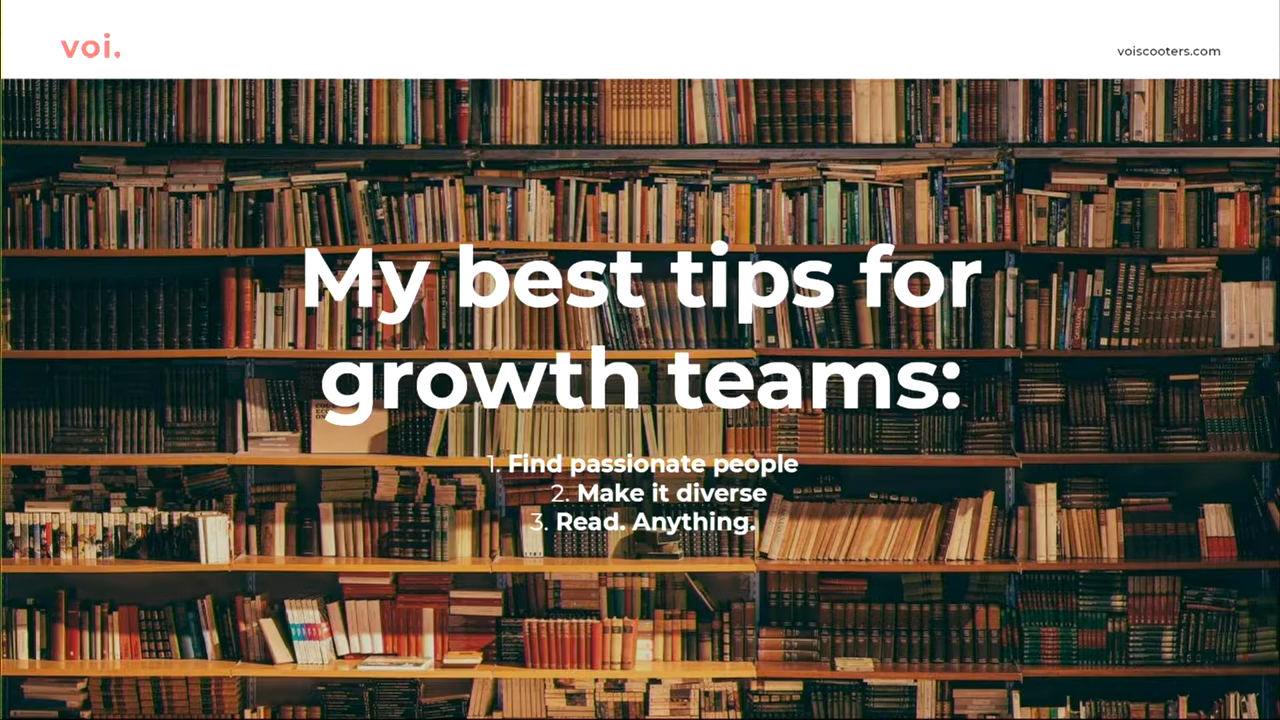 voi.
voiscooters.com
My best tips for
growth teams:
1. Find passionate people
2. Make it diverse
3. Read. Anything.